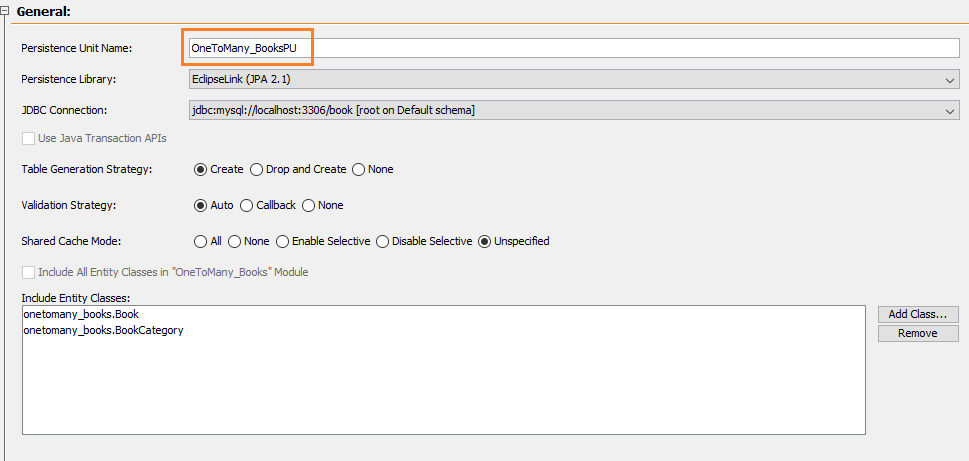 General:
Persistence Unit Name: OneToMany_BooksPU
Persistence Library: EclipseLink (JPA 2.1)
JDBC Connection: jdbc:mysql://localhost:3306/book [root on Default schema]
Use Java Transaction APIs
Table Generation Strategy: Create Drop and Create None
Validation Strategy: Auto Callback None
Shared Cache Mode: All None Enable Selective Disable Selective Unspecified
Include All Entity Classes in "OneToMany_Books" Module
Include Entity Classes:
onetomany_books.Book Add Class...
onetomany_books.BookCategory Remove